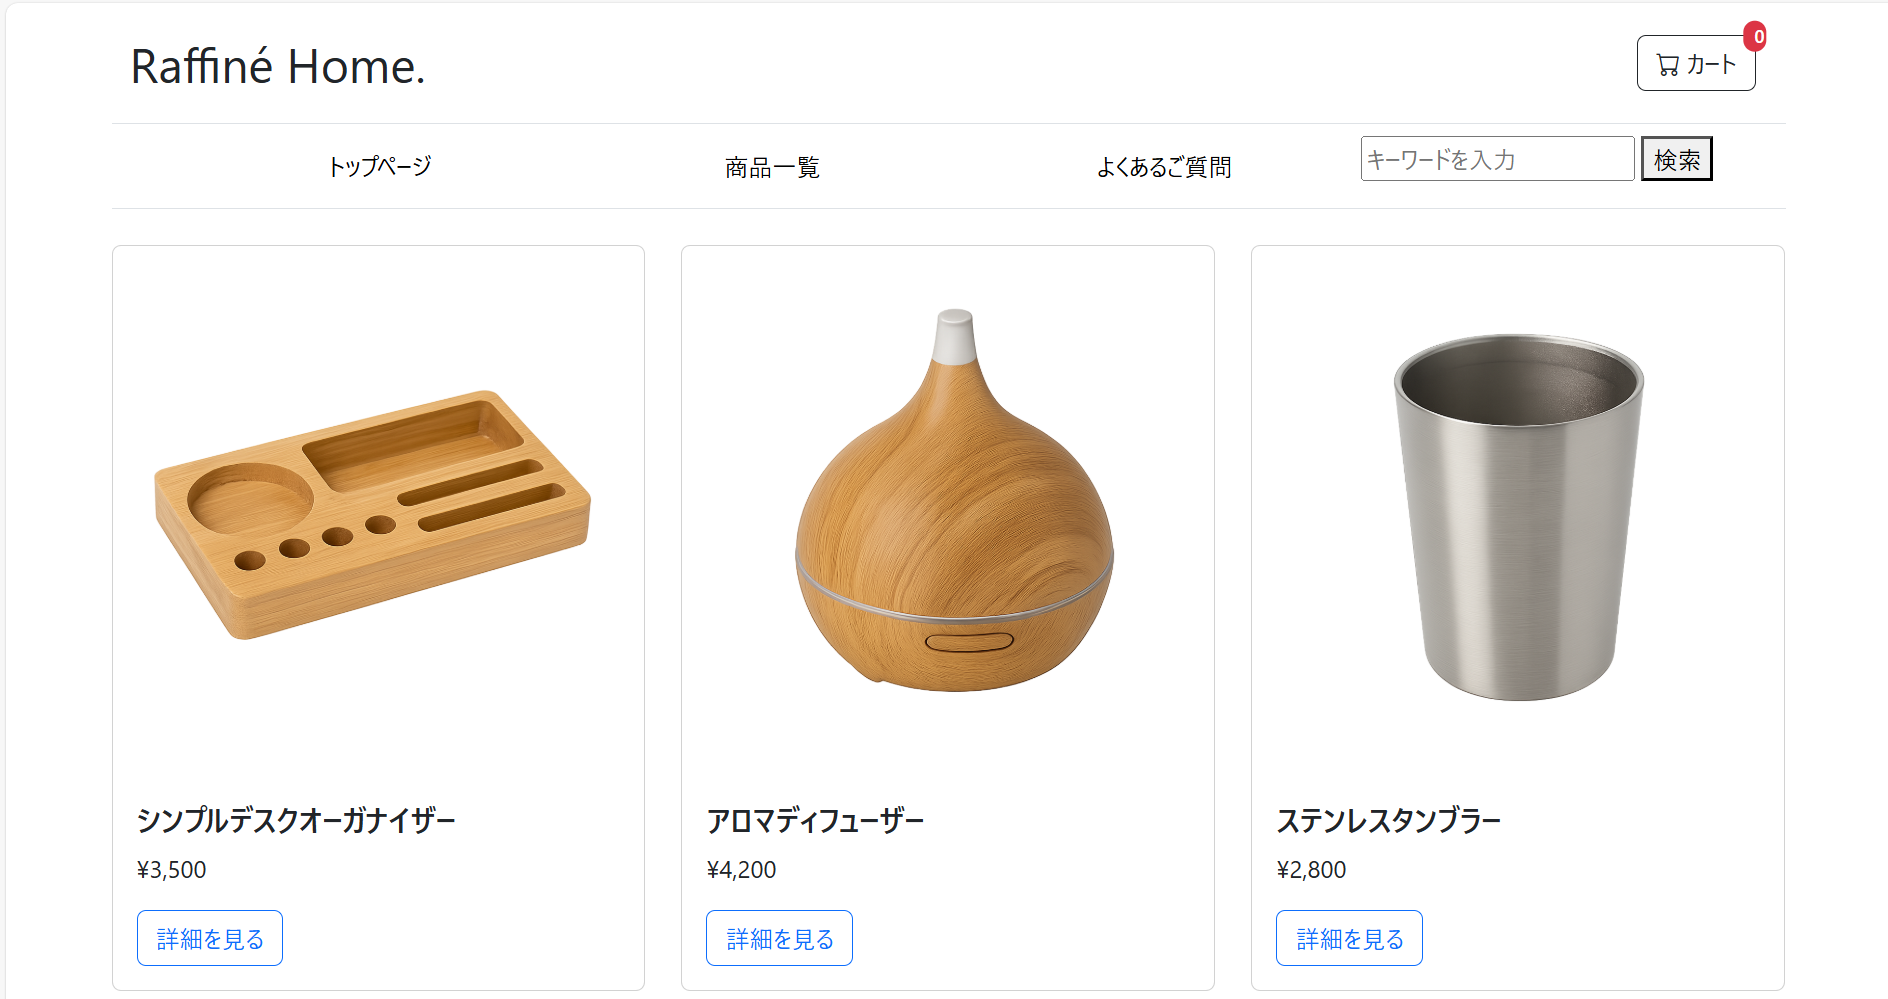 Raffiné Home.
0
カート
トップページ
商品一覧
よくあるご質問
キーワードを入力
検索
シンプルデスクオーガナイザー
¥3,500
詳細を見る
アロマディフューザー
¥4,200
詳細を見る
ステンレスタンブラー
¥2,800
詳細を見る